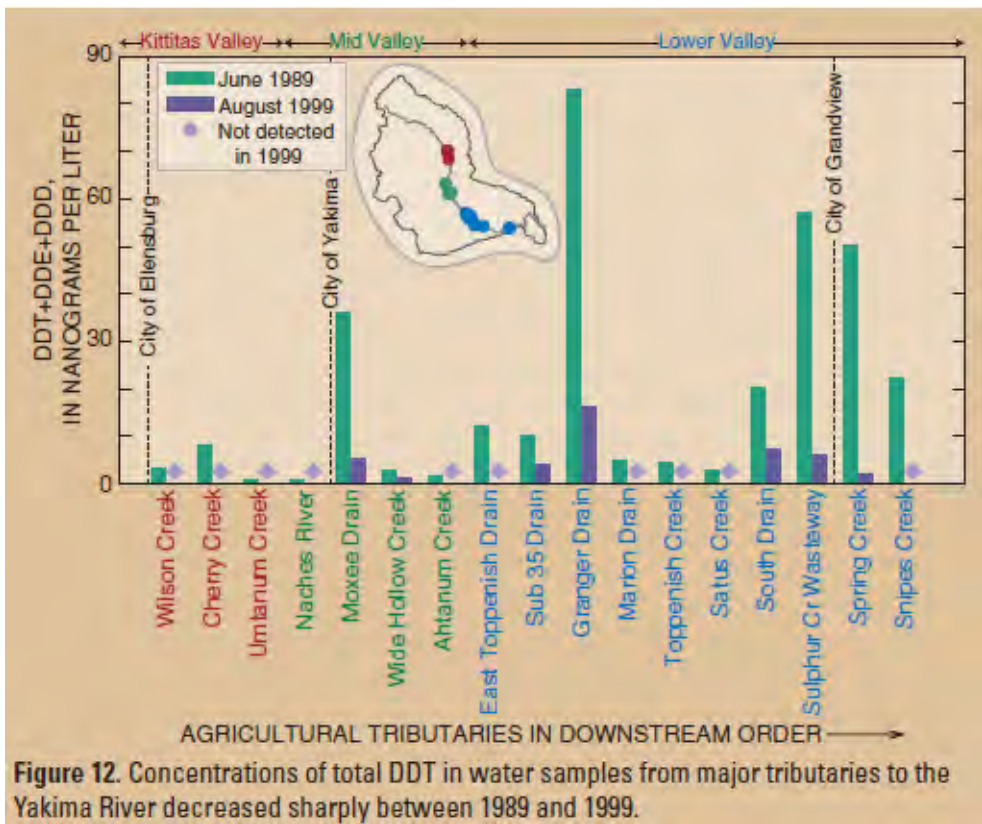 Kittitas Valley Mid Valley Lower Valley
90
60
30
0
DDT+DDE+DDD,
IN NANOGRAMS PER LITER
June 1989
August 1999
Not detected
in 1999
City of Ellensburg
City of Yakima
City of Grandview
Wilson Creek
Cherry Creek
Umtanum Creek
Naches River
Moxee Drain
Wide Hollow Creek
Ahtanum Creek
East Toppenish Drain
Sub 35 Drain
Granger Drain
Marion Drain
Toppenish Creek
Satus Creek
South Drain
Sulphur Cr Wasteway
Spring Creek
Snipes Creek
AGRICULTURAL TRIBUTARIES IN DOWNSTREAM ORDER
Figure 12. Concentrations of total DDT in water samples from major tributaries to the
Yakima River decreased sharply between 1989 and 1999.